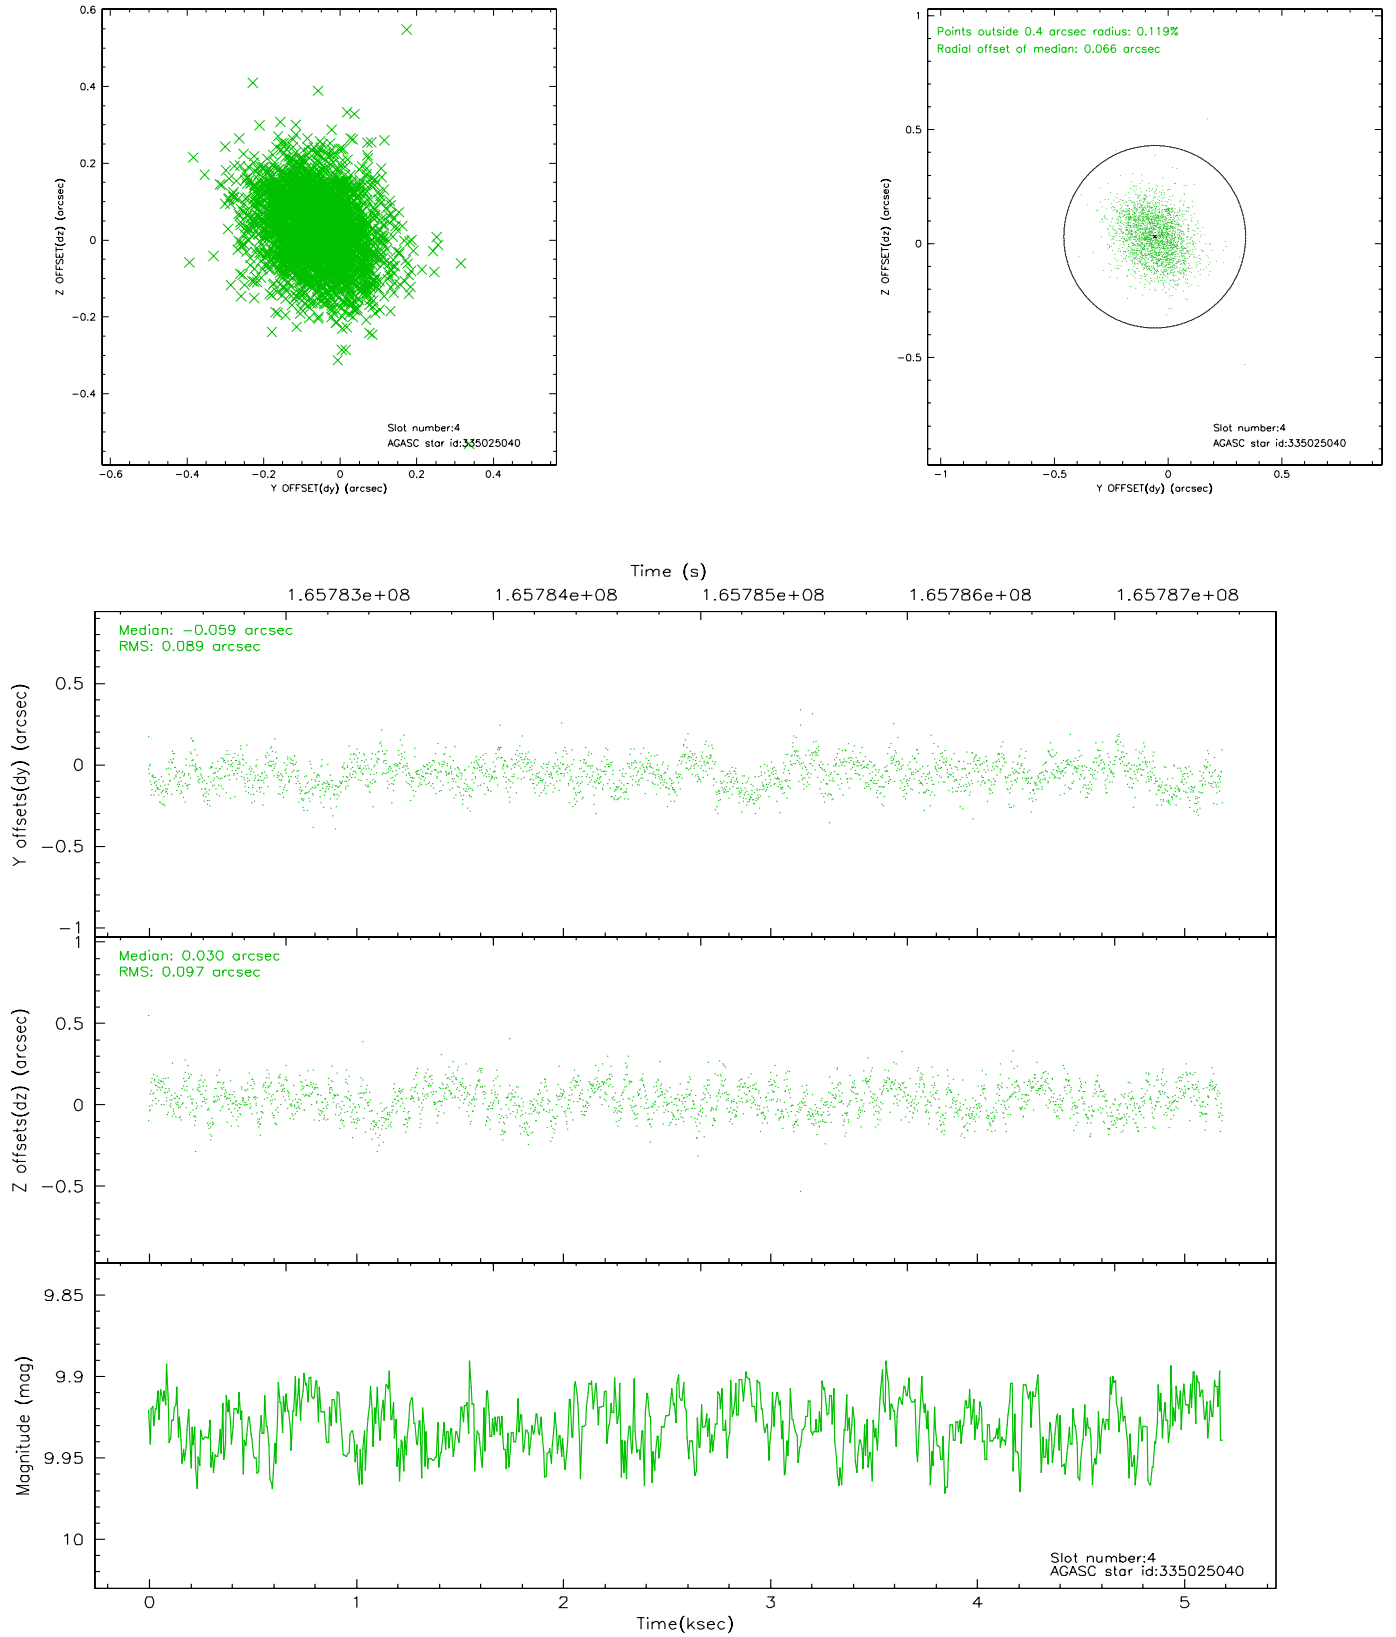 0.6
0.4
0.2
0
−0.2
−0.4
Z OFFSET(dz) (arcsec)
Slot number:4
AGASC star id:335025040
−0.6 −0.4 −0.2 0 0.2 0.4
Y OFFSET(dy) (arcsec)
Points outside 0.4 arcsec radius: 0.119%
Radial offset of median: 0.066 arcsec
1
0.5
0
−0.5
Z OFFSET(dz) (arcsec)
Slot number:4
AGASC star id:335025040
−1 −0.5 0 0.5
Y OFFSET(dy) (arcsec)
Time (s)
1.65783e+08 1.65784e+08 1.65785e+08 1.65786e+08 1.65787e+08
Median: −0.059 arcsec
RMS: 0.089 arcsec
0.5
0
−0.5
−1
Y offsets(dy) (arcsec)
Median: 0.030 arcsec
RMS: 0.097 arcsec
1
0.5
0
−0.5
Z offsets(dz) (arcsec)
9.85
9.9
9.95
10
Magnitude (mag)
Slot number:4
AGASC star id:335025040
0 1 2 3 4 5
Time(ksec)